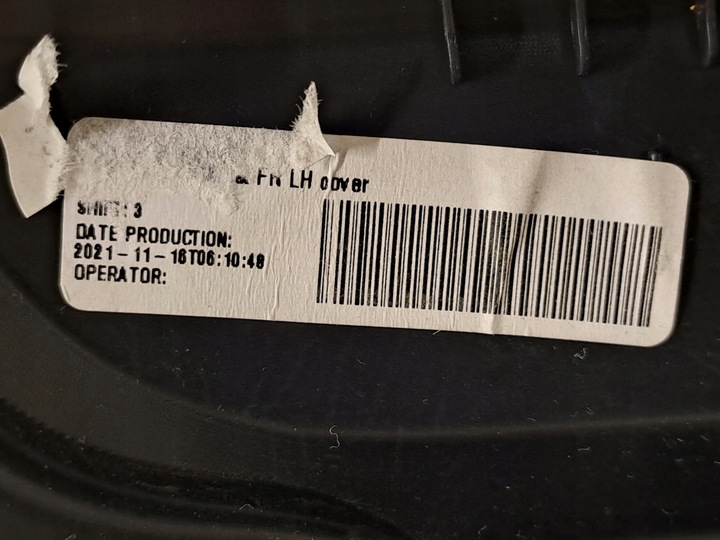 FR LH cover
SHIFT: 3
DATE PRODUCTION:
2021-11-16T06:10:48
OPERATOR: